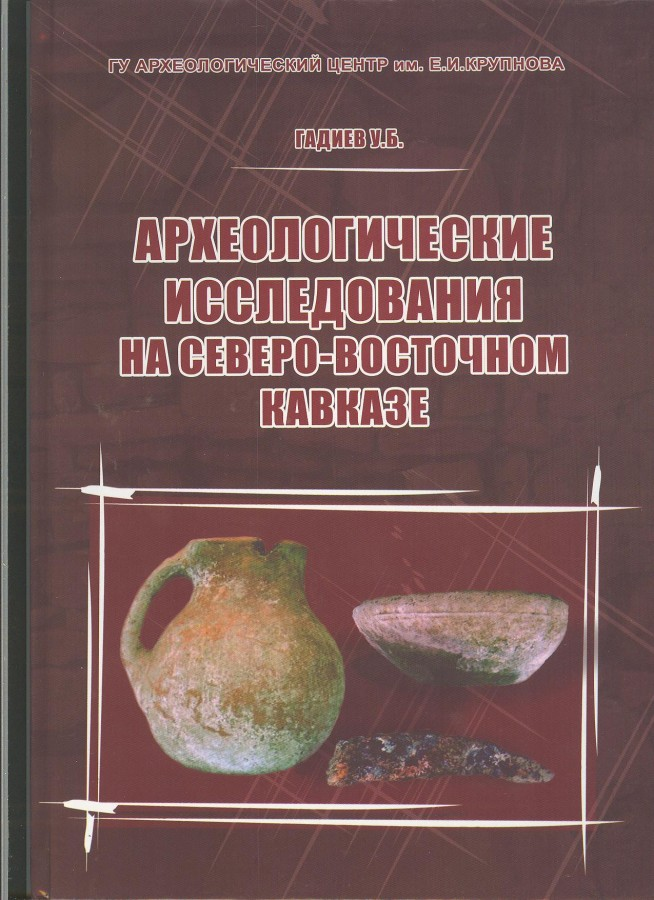 ГУ АРХЕОЛОГИЧЕСКИЙ ЦЕНТР им. Е.И.КРУПНОВА
ГАДИЕВ У.Б.
АРХЕОЛОГИЧЕСКИЕ
ИССЛЕДОВАНИЯ
НА СЕВЕРО-ВОСТОЧНОМ
КАВКАЗЕ